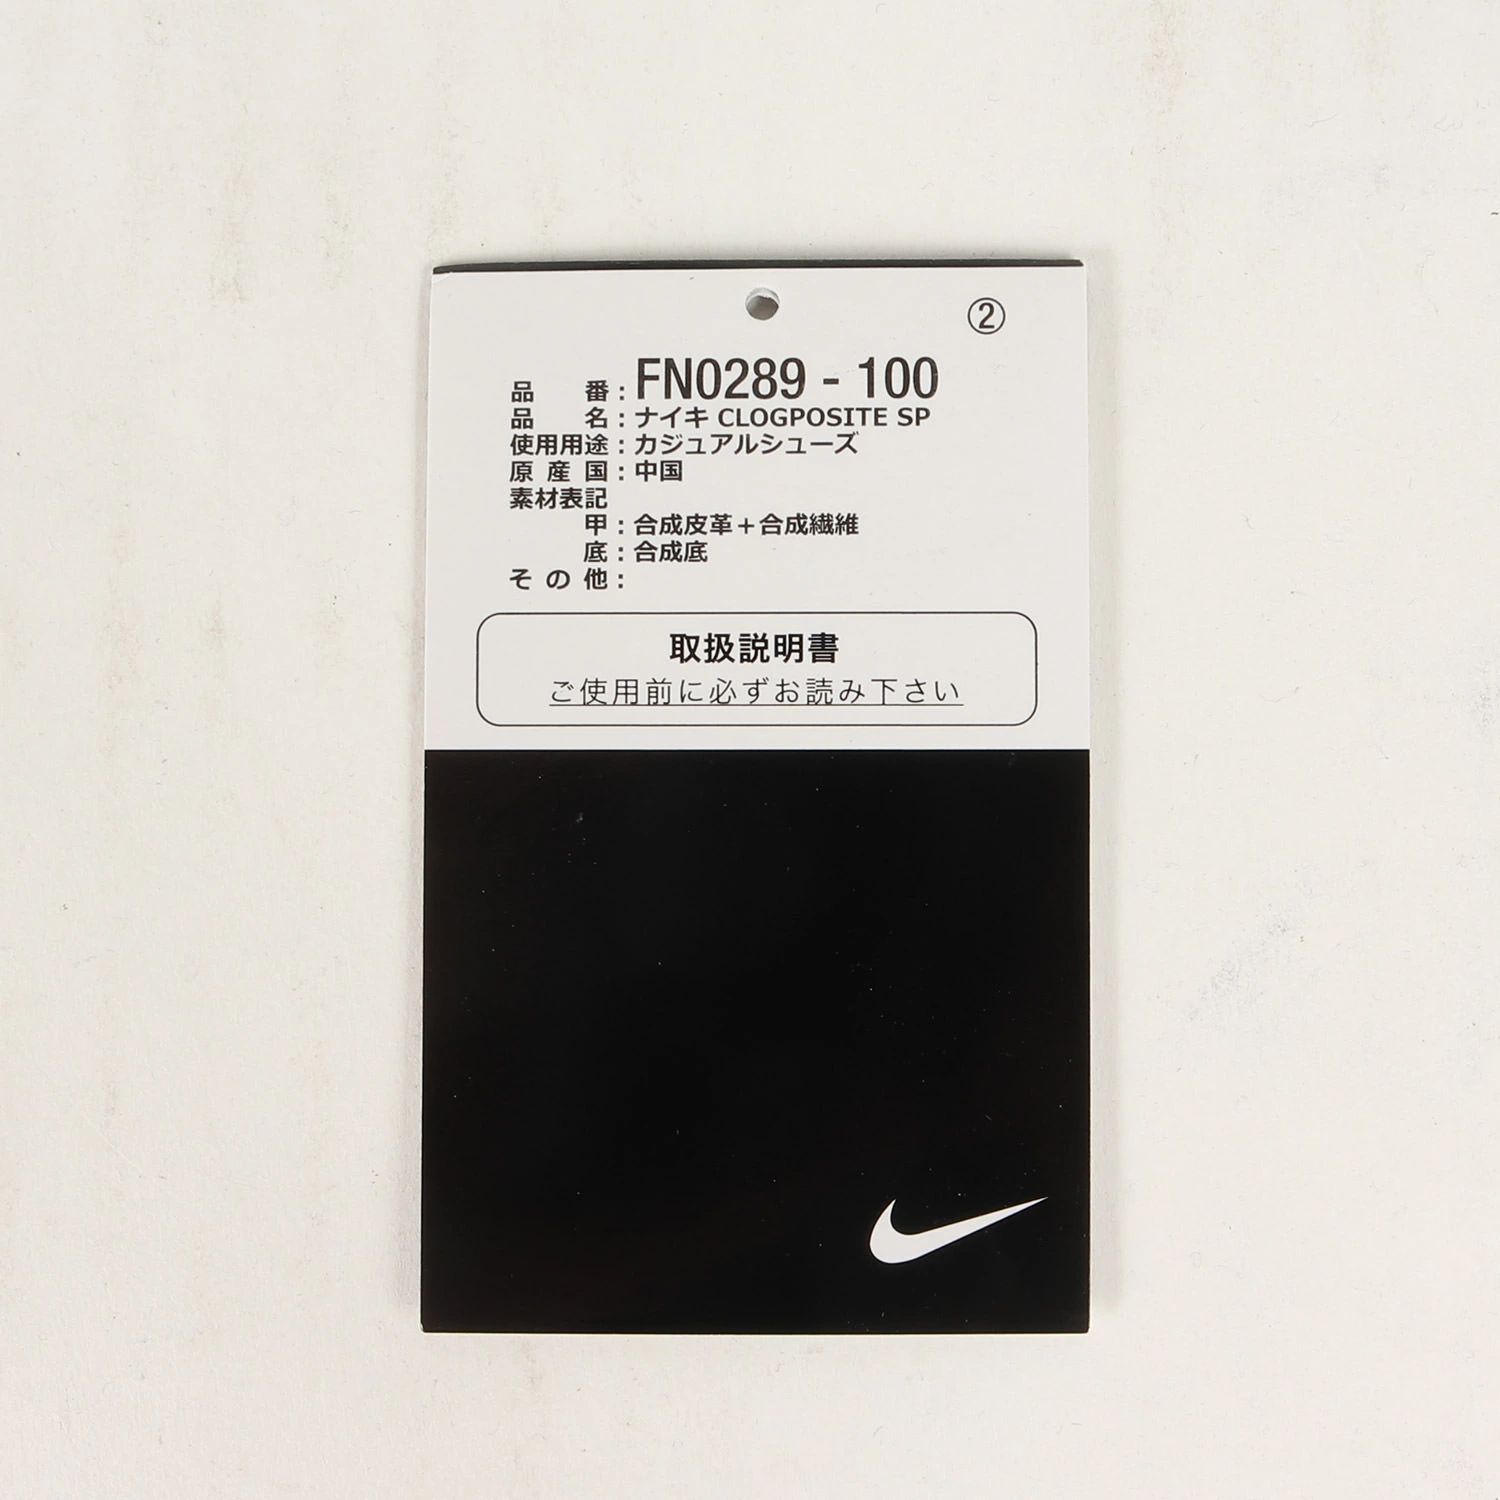 ②
品番：FN0289 - 100
品名：ナイキ CLOGPOSITE SP
使用用途：カジュアルシューズ
原産国：中国
素材表記
甲：合成皮革＋合成繊維
底：合成底
その他：
取扱説明書
ご使用前に必ずお読み下さい